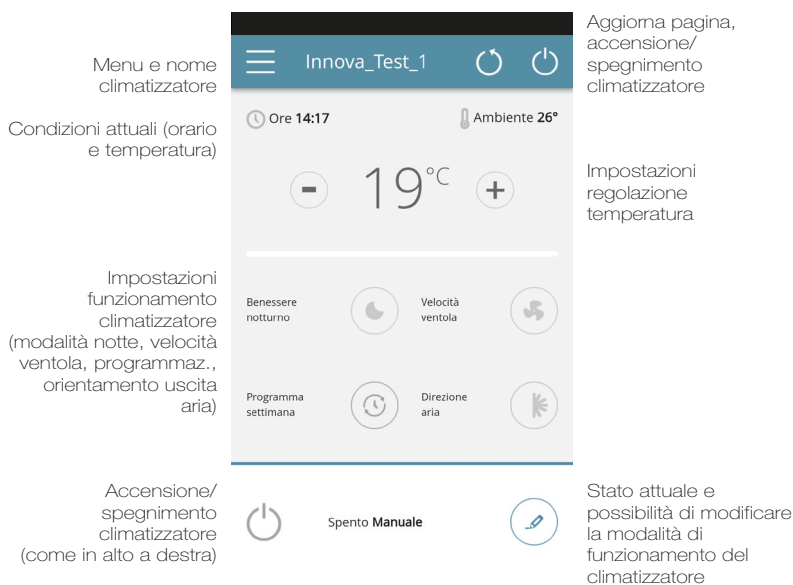 Menu e nome
climatizzatore
Condizioni attuali (orario
e temperatura)
Impostazioni
funzionamento
climatizzatore
(modalità notte, velocità
ventola, programmaz.,
orientamento uscita
aria)
Accensione/
spegnimento
climatizzatore
(come in alto a destra)
Innova_Test_1
Ore 14:17
Ambiente 26°
19°C
Benessere
notturno
Velocità
ventola
Programma
settimana
Direzione
aria
Spento Manuale
Aggiorna pagina,
accensione/
spegnimento
climatizzatore
Impostazioni
regolazione
temperatura
Stato attuale e
possibilità di modificare
la modalità di
funzionamento del
climatizzatore